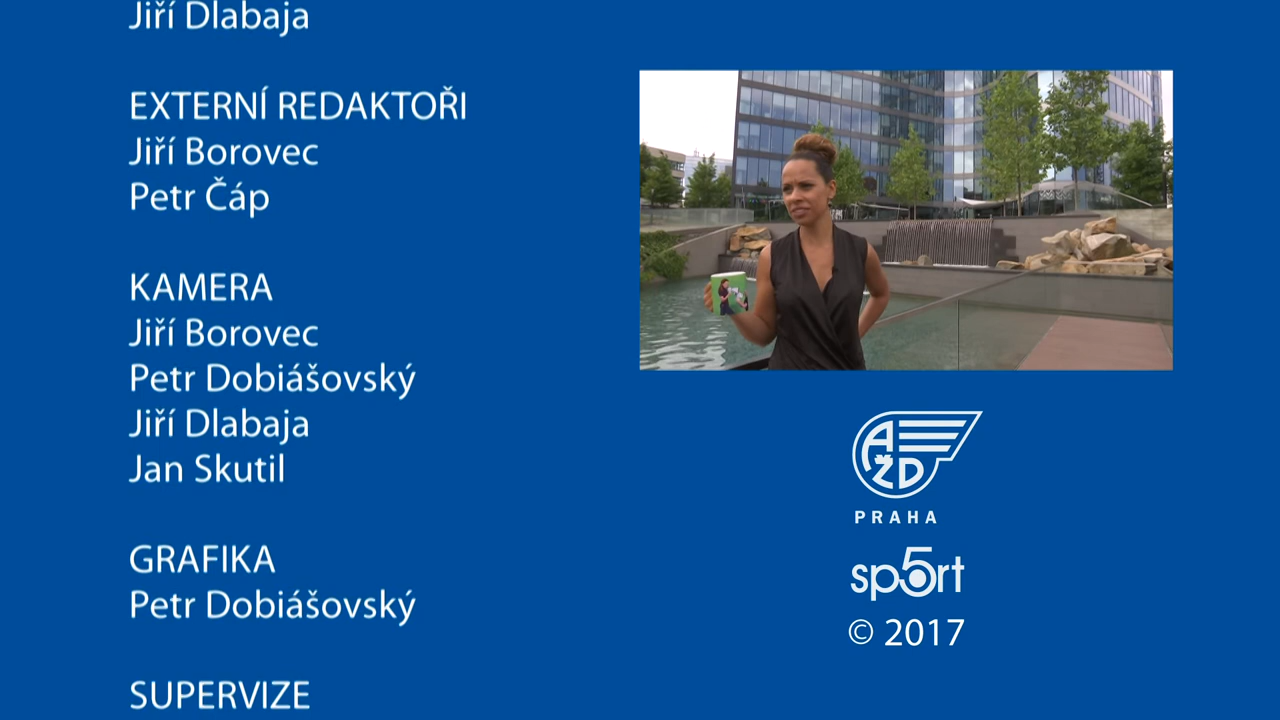 Jiří Dlabaja
EXTERNÍ REDAKTOŘI
Jiří Borovec
Petr Čáp
KAMERA
Jiří Borovec
Petr Dobiášovský
Jiří Dlabaja
Jan Skutil
GRAFIKA
Petr Dobiášovský
SUPERVIZE
AŽD
PRAHA
sp5rt
© 2017